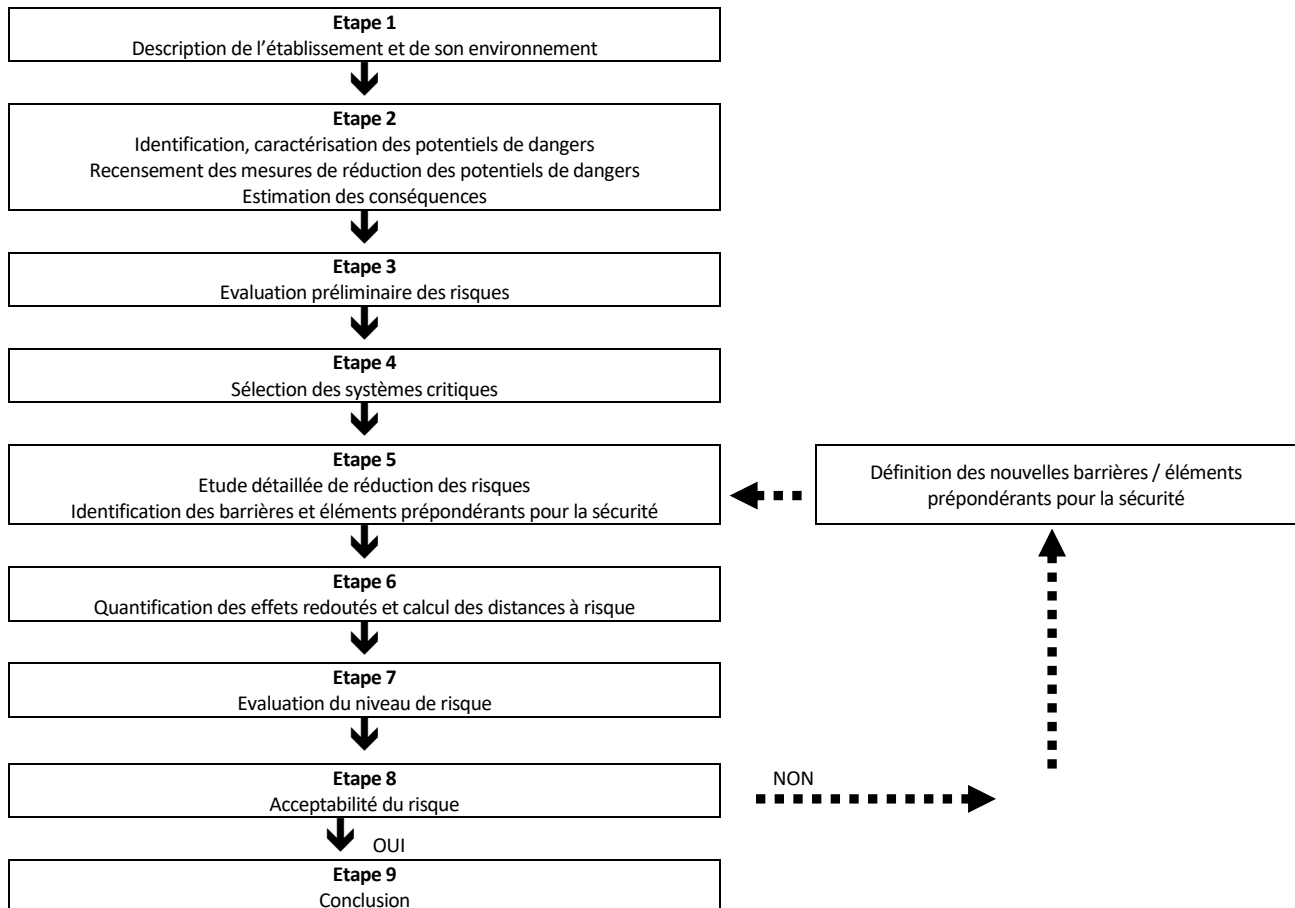 Etape 1
Description de l’établissement et de son environnement
Etape 2
Identification, caractérisation des potentiels de dangers
Recensement des mesures de réduction des potentiels de dangers
Estimation des conséquences
Etape 3
Evaluation préliminaire des risques
Etape 4
Sélection des systèmes critiques
Etape 5
Etude détaillée de réduction des risques
Identification des barrières et éléments prépondérants pour la sécurité
Définition des nouvelles barrières / éléments
prépondérants pour la sécurité
Etape 6
Quantification des effets redoutés et calcul des distances à risque
Etape 7
Evaluation du niveau de risque
Etape 8
Acceptabilité du risque
NON
OUI
Etape 9
Conclusion